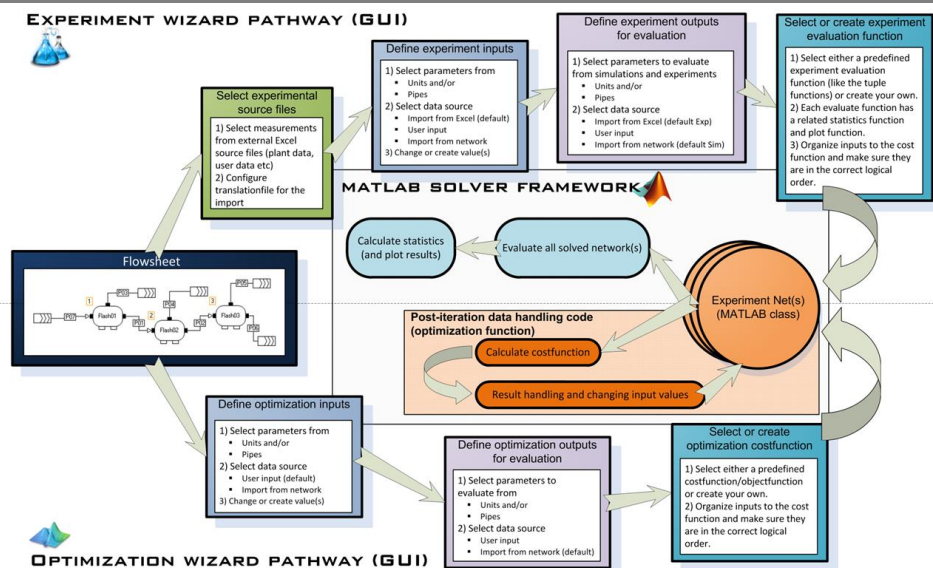 EXPERIMENT WIZARD PATHWAY (GUI)
Select experimental
source files
1) Select measurements
from external Excel
source files (plant data,
user data etc)
2) Configure
translationfile for the
import
Define experiment inputs
1) Select parameters from
▪ Units and/or
▪ Pipes
2) Select data source
▪ Import from Excel (default)
▪ User input
▪ Import from network
3) Change or create value(s)
Define experiment outputs
for evaluation
1) Select parameters to evaluate
from simulations and experiments
▪ Units and/or
▪ Pipes
2) Select data source
▪ Import from Excel (default Exp)
▪ User input
▪ Import from network (default Sim)
Select or create experiment
evaluation function
1) Select either a predefined
experiment evaluation
function (like the tuple
functions) or create your own.
2) Each evaluate function has
a related statistics function
and plot function.
3) Organize inputs to the cost
function and make sure they
are in the correct logical
order.
MATLAB SOLVER FRAMEWORK
Calculate statistics
(and plot results)
Evaluate all solved network(s)
Experiment Net(s)
(MATLAB class)
Post-iteration data handling code
(optimization function)
Calculate costfunction
Result handling and changing input values
Flowsheet
1
2
3
Flash01
Flash02
Flash03
P07
P03
P01
P04
P02
P05
P06
Define optimization inputs
1) Select parameters from
▪ Units and/or
▪ Pipes
2) Select data source
▪ User input (default)
▪ Import from network
3) Change or create value(s)
Define optimization outputs
for evaluation
1) Select parameters to
evaluate from
▪ Units and/or
▪ Pipes
2) Select data source
▪ User input
▪ Import from network (default)
Select or create
optimization costfunction
1) Select either a predefined
costfunction/objectfunction
or create your own.
2) Organize inputs to the cost
function and make sure they
are in the correct logical
order.
OPTIMIZATION WIZARD PATHWAY (GUI)